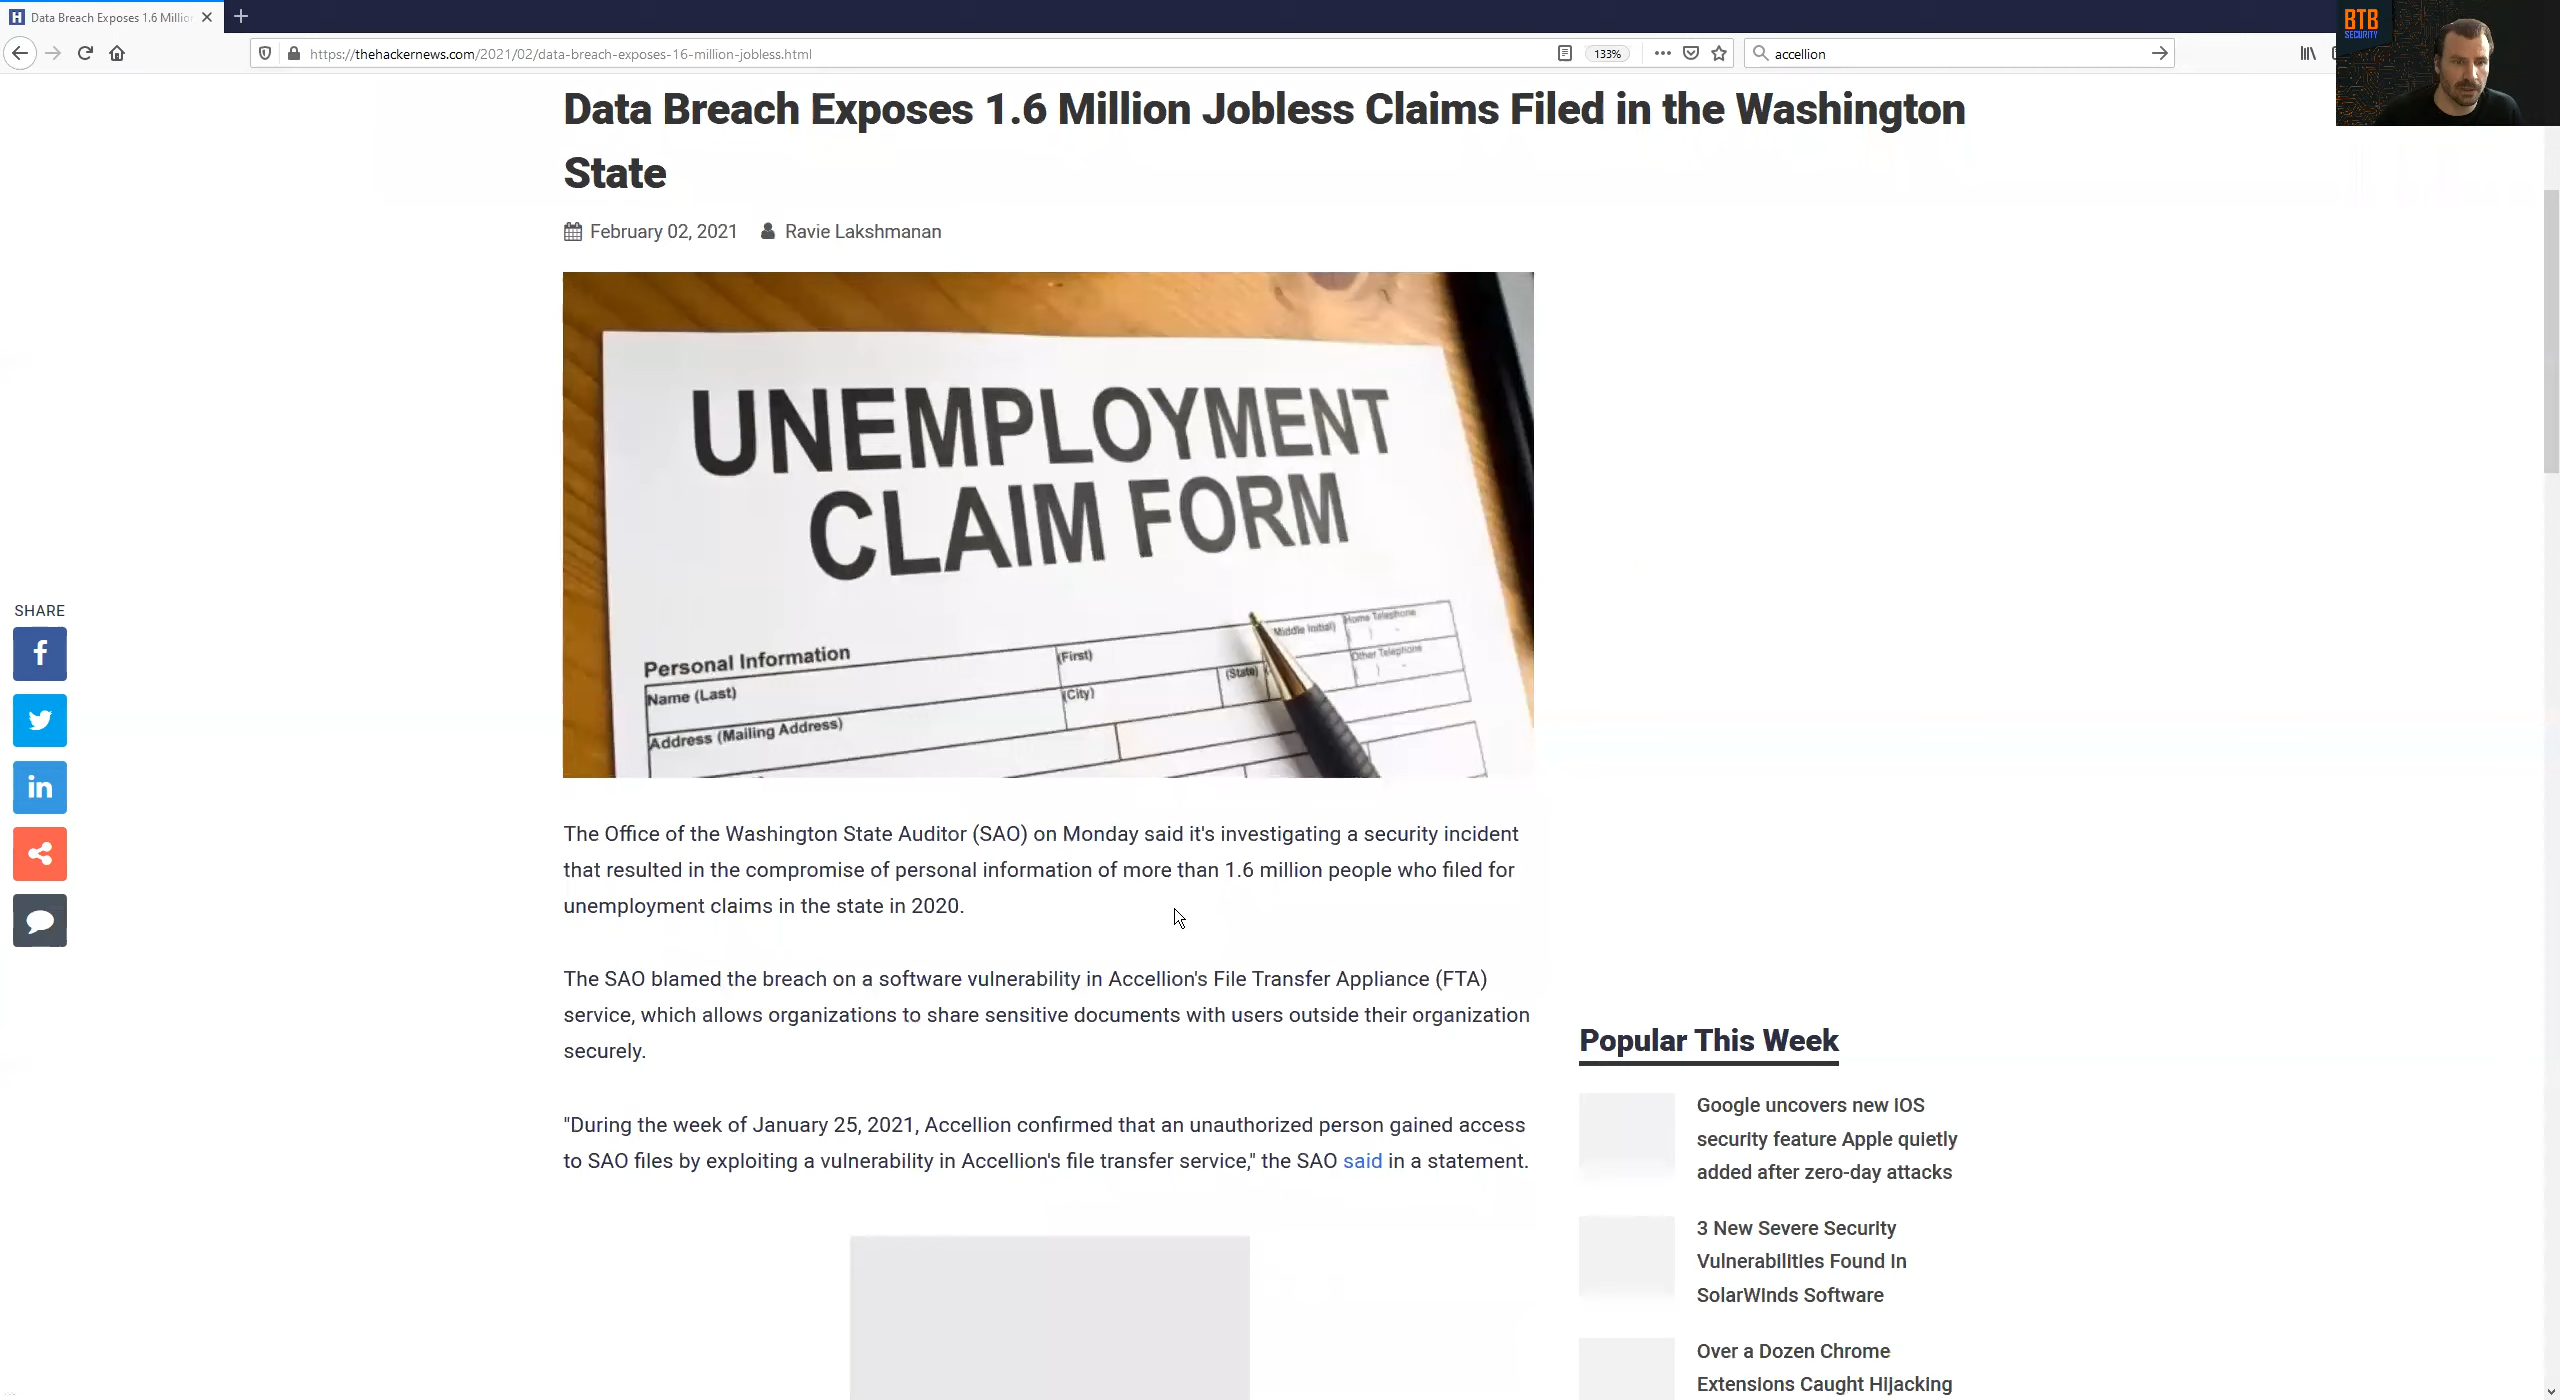 Data Breach Exposes 1.6 Million
https://thehackernews.com/2021/02/data-breach-exposes-16-million-jobless.html
133%
accellion
BTB
SECURITY
Data Breach Exposes 1.6 Million Jobless Claims Filed in the Washington
State
February 02, 2021
Ravie Lakshmanan
UNEMPLOYMENT
CLAIM FORM
Personal Information
Name (Last)
(First)
Middle Initial)
Home Telephone
Address (Mailing Address)
(City)
(State)
Other Telephone
SHARE
The Office of the Washington State Auditor (SAO) on Monday said it's investigating a security incident
that resulted in the compromise of personal information of more than 1.6 million people who filed for
unemployment claims in the state in 2020.
The SAO blamed the breach on a software vulnerability in Accellion's File Transfer Appliance (FTA)
service, which allows organizations to share sensitive documents with users outside their organization
securely.
"During the week of January 25, 2021, Accellion confirmed that an unauthorized person gained access
to SAO files by exploiting a vulnerability in Accellion's file transfer service," the SAO said in a statement.
Popular This Week
Google uncovers new iOS
security feature Apple quietly
added after zero-day attacks
3 New Severe Security
Vulnerabilities Found In
SolarWinds Software
Over a Dozen Chrome
Extensions Caught Hijacking